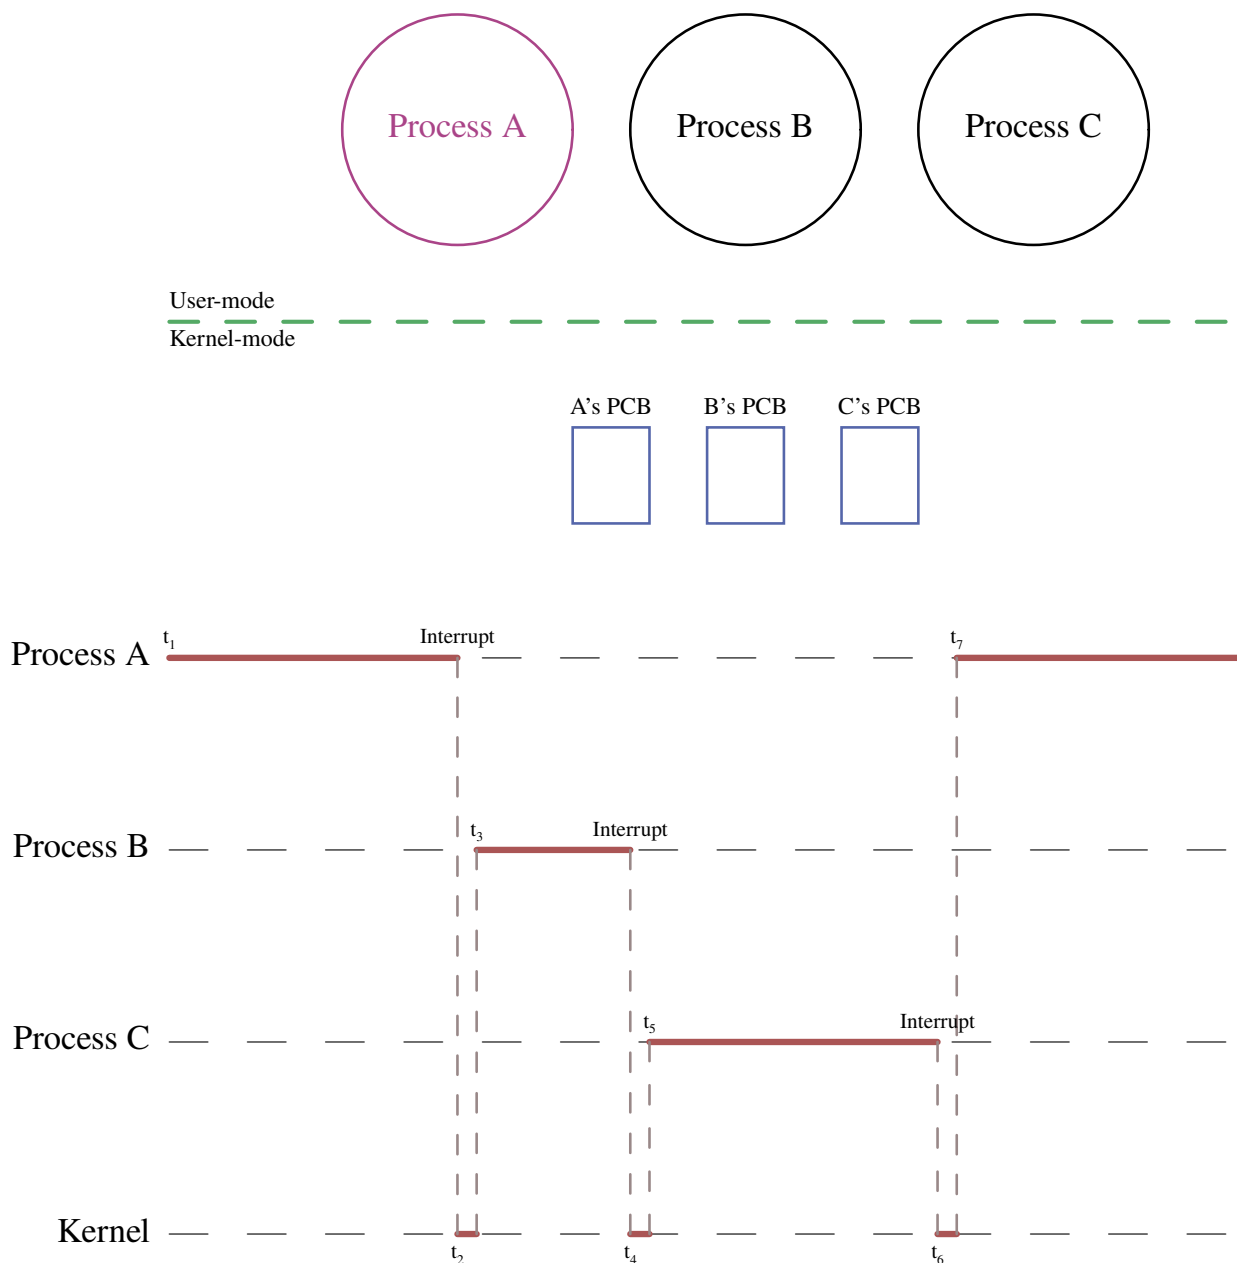 Process A Process B Process C
User-mode
Kernel-mode
A’s PCB B’s PCB C’s PCB
t₁ Interrupt t₇
Process A
t₃ Interrupt
Process B
t₅ Interrupt
Process C
Kernel
t₂ t₄ t₆